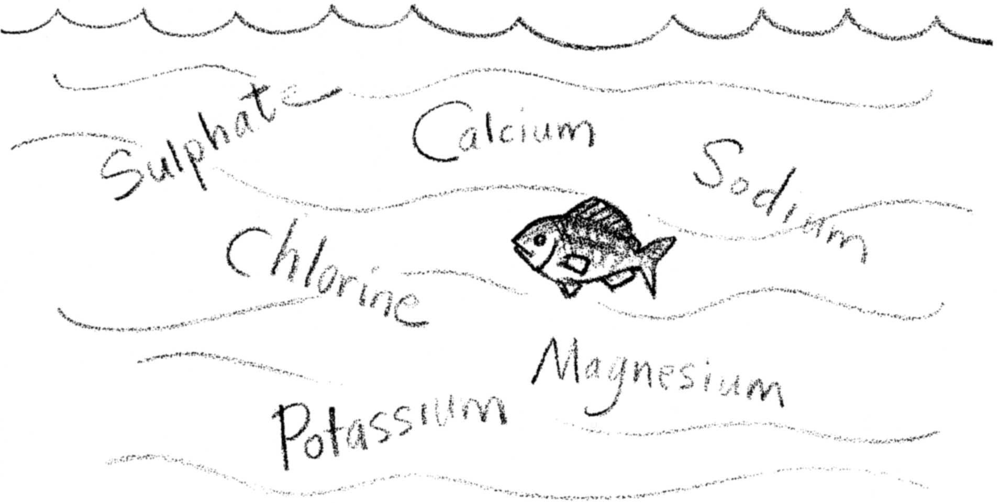 Sulphate
Calcium
Sodium
Chlorine
Magnesium
Potassium